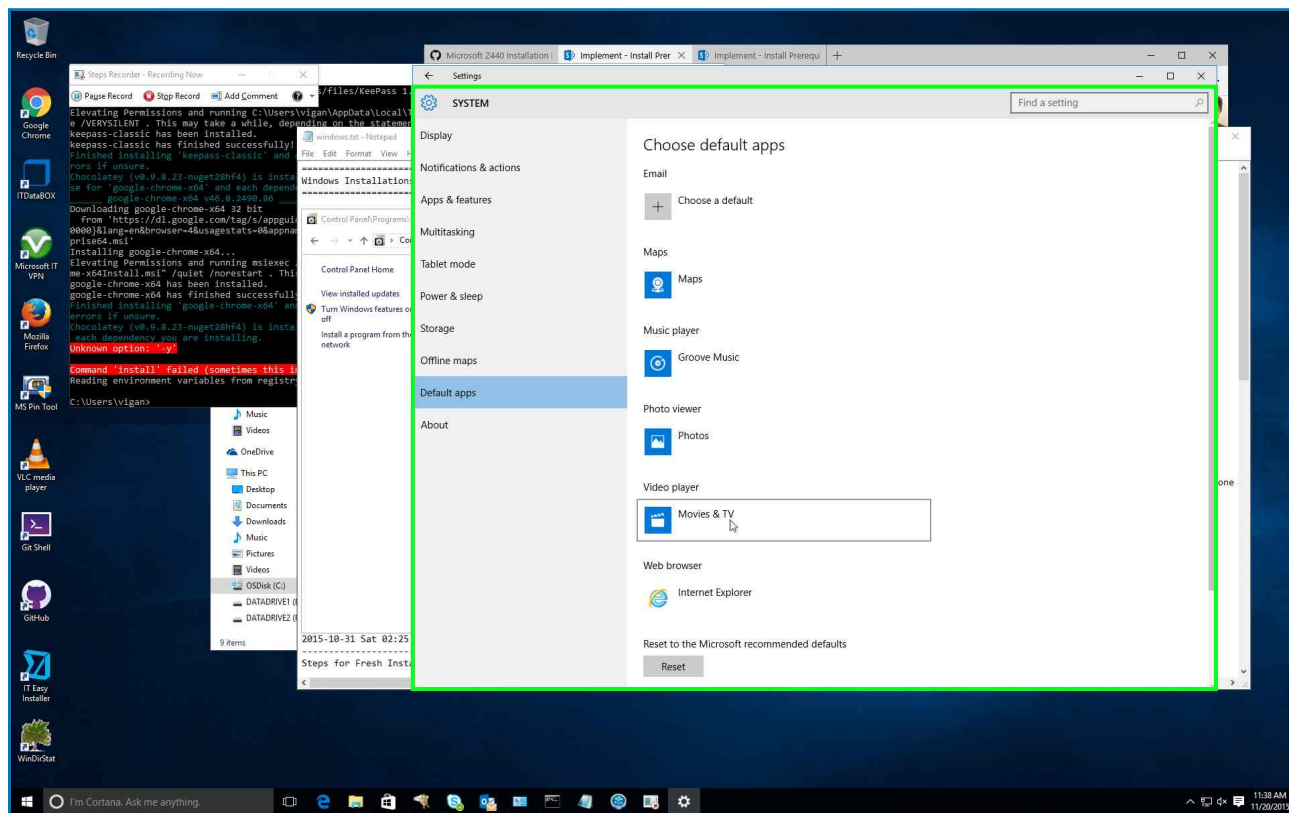 Recycle Bin
Google Chrome
ITDataBOX
Microsoft IT VPN
Mozilla Firefox
MS Pin Tool
VLC media player
Git Shell
GitHub
IT Easy Installer
WinDirStat
Steps Recorder - Recording Now
Pause Record Stop Record Add Comment
/files/KeePass 1.
Elevating Permissions and running C:\Users\vigan\AppData\Local\T
e /VERYSILENT . This may take a while, depending on the statemen
keepass-classic has been installed.
keepass-classic has finished successfully!
Finished installing 'keepass-classic' and
rors if unsure.
Chocolatey (v0.9.8.23-nuget28hf4) is insta
se for 'google-chrome-x64' and each depend
google-chrome-x64 v46.0.2490.86
Downloading google-chrome-x64 32 bit
from 'https://dl.google.com/tag/s/appgui
0000}&lang=en&browser=4&usagestats=0&appnam
prise64.msi'
Installing google-chrome-x64...
Elevating Permissions and running msiexec
me-x64Install.msi" /quiet /norestart . This
google-chrome-x64 has been installed.
google-chrome-x64 has finished successfull
Finished installing 'google-chrome-x64' an
errors if unsure.
Chocolatey (v0.9.8.23-nuget28hf4) is insta
each dependency you are installing.
Unknown option: '-y'
Command 'install' failed (sometimes this i
Reading environment variables from registr
C:\Users\vigan>
windows.txt - Notepad
File Edit Format View H
Windows Installations
Control Panel\Programs\
Control Panel Home
View installed updates
Turn Windows features o
off
Install a program from the
network
Music
Videos
OneDrive
This PC
Desktop
Documents
Downloads
Music
Pictures
Videos
OSDisk (C:)
DATADRIVE1 (
DATADRIVE2 (
9 items
2015-10-31 Sat 02:25
Steps for Fresh Insta
Microsoft Z440 Installation
Implement - Install Prer
Implement - Install Prerequ
Settings
SYSTEM
Find a setting
Display
Notifications & actions
Apps & features
Multitasking
Tablet mode
Power & sleep
Storage
Offline maps
Default apps
About
Choose default apps
Email
Choose a default
Maps
Maps
Music player
Groove Music
Photo viewer
Photos
Video player
Movies & TV
Web browser
Internet Explorer
Reset to the Microsoft recommended defaults
Reset
one
I'm Cortana. Ask me anything.
11:38 AM
11/20/2015